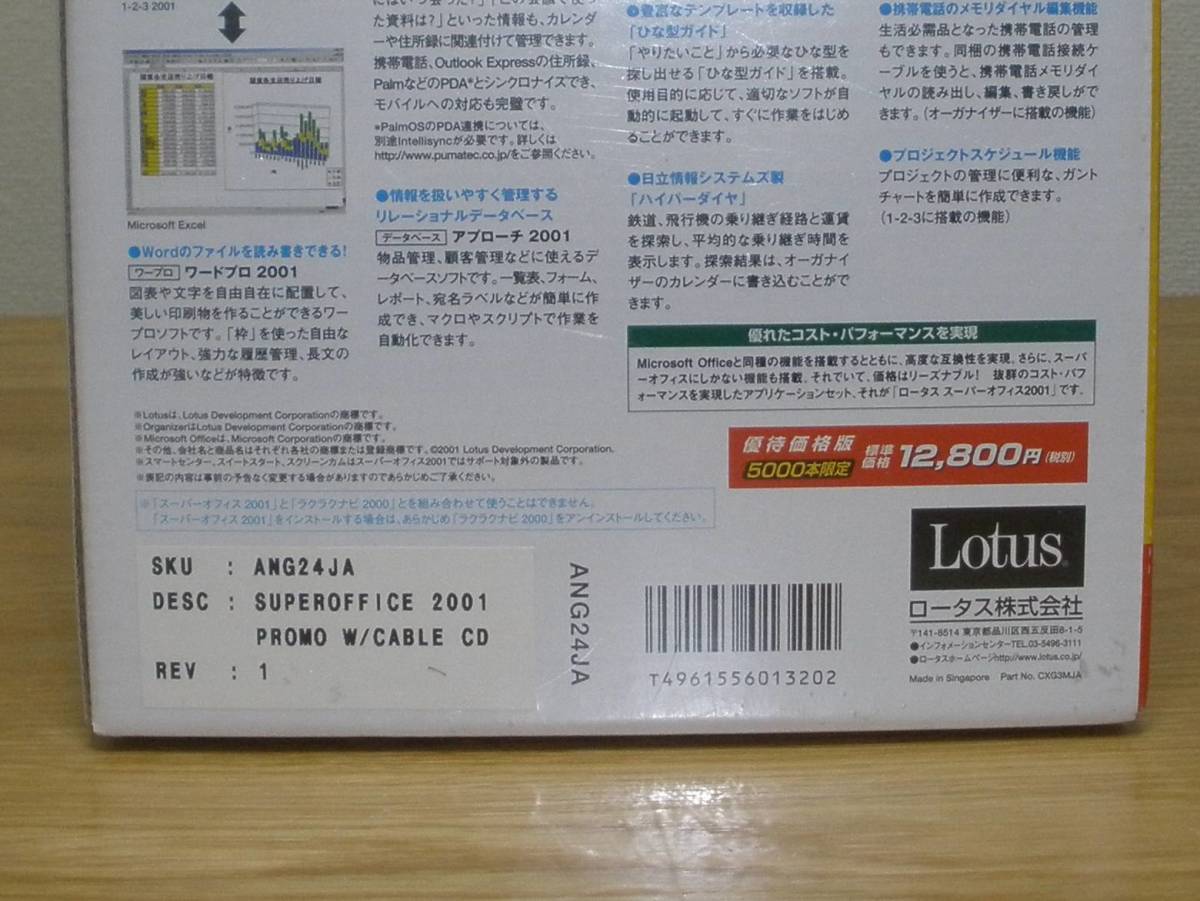 1-2-3 2001
Microsoft Excel
●Wordのファイルを読み書きできる!
ワープロ ワードプロ 2001
図表や文字を自由自在に配置して、
美しい印刷物を作ることができるワー
プロソフトです。「枠」を使った自由な
レイアウト、強力な履歴管理、長文の
作成が強いなどが特徴です。
た資料は?」といった情報も、カレンダ
ーや住所録に関連付けて管理できます。
携帯電話、Outlook Expressの住所録、
PalmなどのPDA*とシンクロナイズでき、
モバイルへの対応も完璧です。
*PalmOSのPDA連携については、
別途Intellisyncが必要です。詳しくは
http://www.pumatec.co.jp/をご参照ください。
●情報を扱いやすく管理する
リレーショナルデータベース
データベース アプローチ 2001
物品管理、顧客管理などに使えるデ
ータベースソフトです。一覧表、フォーム、
レポート、宛名ラベルなどが簡単に作
成でき、マクロやスクリプトで作業を
自動化できます。
●豊富なテンプレートを収録した
「ひな型ガイド」
「やりたいこと」から必要なひな型を
探し出せる「ひな型ガイド」を搭載。
使用目的に応じて、適切なソフトが自
動的に起動して、すぐに作業をはじめ
ることができます。
●日立情報システムズ製
「ハイパーダイヤ」
鉄道、飛行機の乗り継ぎ経路と運賃
を探索し、平均的な乗り継ぎ時間を
表示します。探索結果は、オーガナイ
ザーのカレンダーに書き込むことがで
きます。
●携帯電話のメモリダイヤル編集機能
生活必需品となった携帯電話の管理
もできます。同梱の携帯電話接続ケ
ーブルを使うと、携帯電話メモリダイ
ヤルの読み出し、編集、書き戻しがで
きます。(オーガナイザーに搭載の機能)
●プロジェクトスケジュール機能
プロジェクトの管理に便利な、ガント
チャートを簡単に作成できます。
(1-2-3に搭載の機能)
優れたコスト・パフォーマンスを実現
Microsoft Officeと同種の機能を搭載するとともに、高度な互換性を実現。さらに、スーパ
ーオフィスにしかない機能も搭載。それでいて、価格はリーズナブル! 抜群のコスト・パフ
ォーマンスを実現したアプリケーションセット、それが「ロータス スーパーオフィス2001」です。
※Lotusは、Lotus Development Corporationの商標です。
※OrganizerはLotus Development Corporationの商標です。
※Microsoft Officeは、Microsoft Corporationの商標です。
※その他、会社名と商品名はそれぞれ各社の商標または登録商標です。©2001 Lotus Development Corporation.
※スマートセンター、スイートスタート、スクリーンカムはスーパーオフィス2001ではサポート対象外の製品です。
※表記の内容は事前の予告なく変更する場合がありますのであらかじめご了承ください。
※「スーパーオフィス 2001」と「ラクラクナビ 2000」とを組み合わせて使うことはできません。
「スーパーオフィス 2001」をインストールする場合は、あらかじめ「ラクラクナビ 2000」をアンインストールしてください。
優待価格版
5000本限定
標準価格 12,800円(税別)
SKU : ANG24JA
DESC : SUPEROFFICE 2001
PROMO W/CABLE CD
REV : 1
ANG24JA
T4961556013202
Lotus
ロータス株式会社
〒141-8514 東京都品川区西五反田8-1-5
●インフォメーションセンターTEL.03-5496-3111
●ロータスホームページhttp://www.lotus.co.jp/
Made in Singapore Part No. CXG3MJA